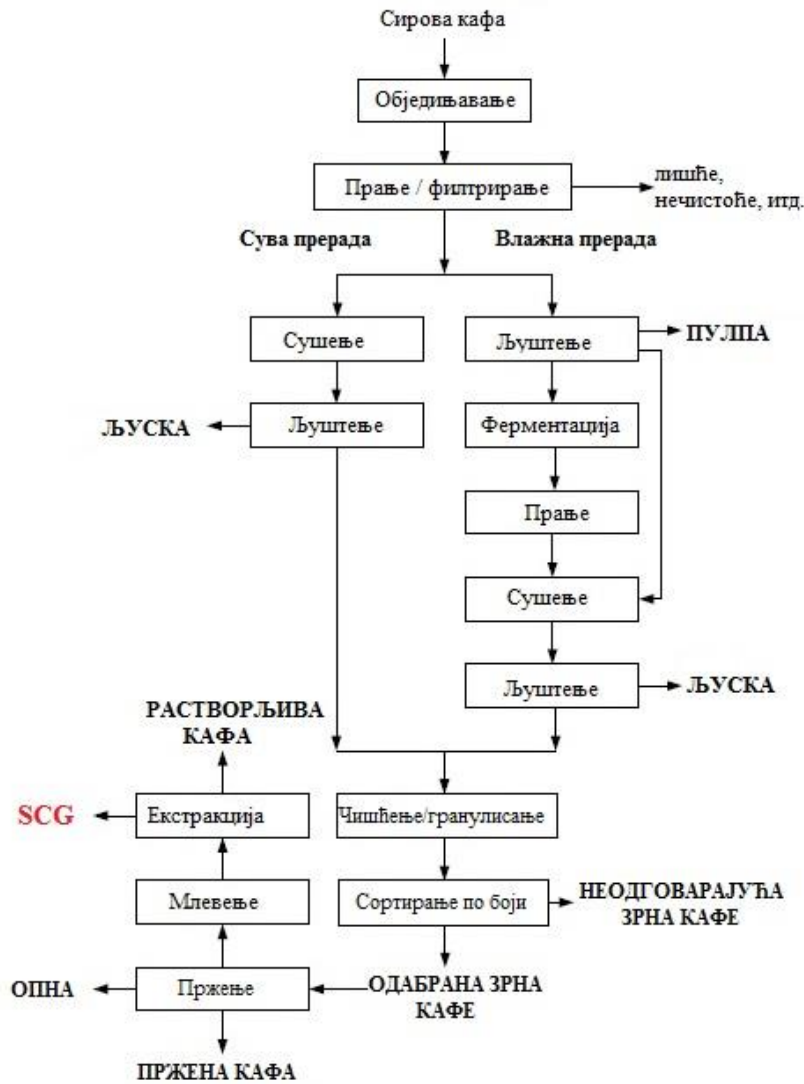 Сирова кафа
Обједињавање
Прање / филтрирање
лишће,
нечистоће, итд.
Сува прерада
Влажна прерада
Сушење
Љуштење
ПУЛПА
ЉУСКА
Љуштење
Ферментација
Прање
Сушење
Љуштење
ЉУСКА
РАСТВОРЉИВА
КАФА
SCG
Екстракција
Чишћење/гранулисање
Млевење
Сортирање по боји
НЕОДГОВАРАЈУЋА
ЗРНА КАФЕ
ОПНА
Пржење
ОДАБРАНА ЗРНА
КАФЕ
ПРЖЕНА КАФА